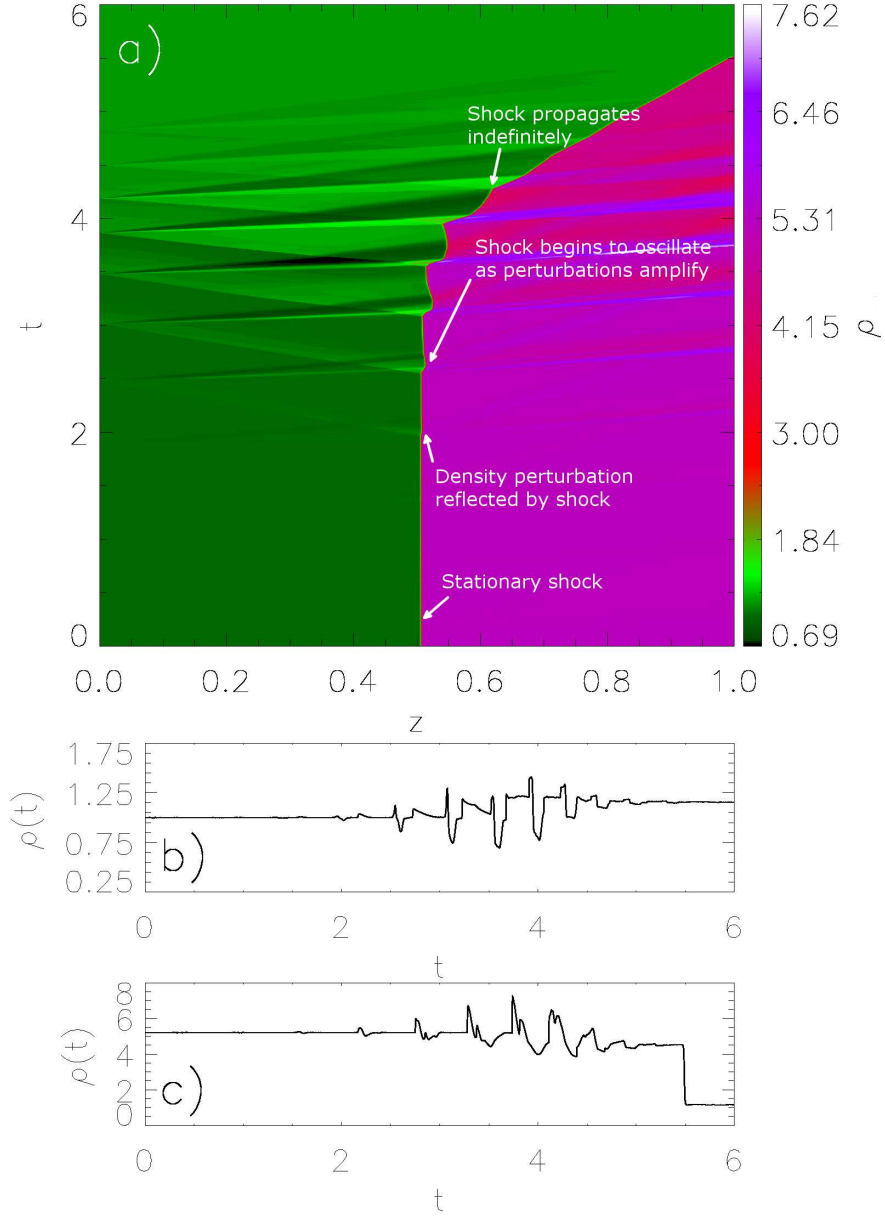 6
a)
7.62
Shock propagates
indefinitely
6.46
4
5.31
Shock begins to oscillate
as perturbations amplify
t
4.15
ρ
2
3.00
Density perturbation
reflected by shock
1.84
Stationary shock
0
0.69
0.0 0.2 0.4 0.6 0.8 1.0
z
1.75
1.25
0.75
0.25
ρ(t)
b)
0 2 4 6
t
8
6
4
2
0
ρ(t)
c)
0 2 4 6
t